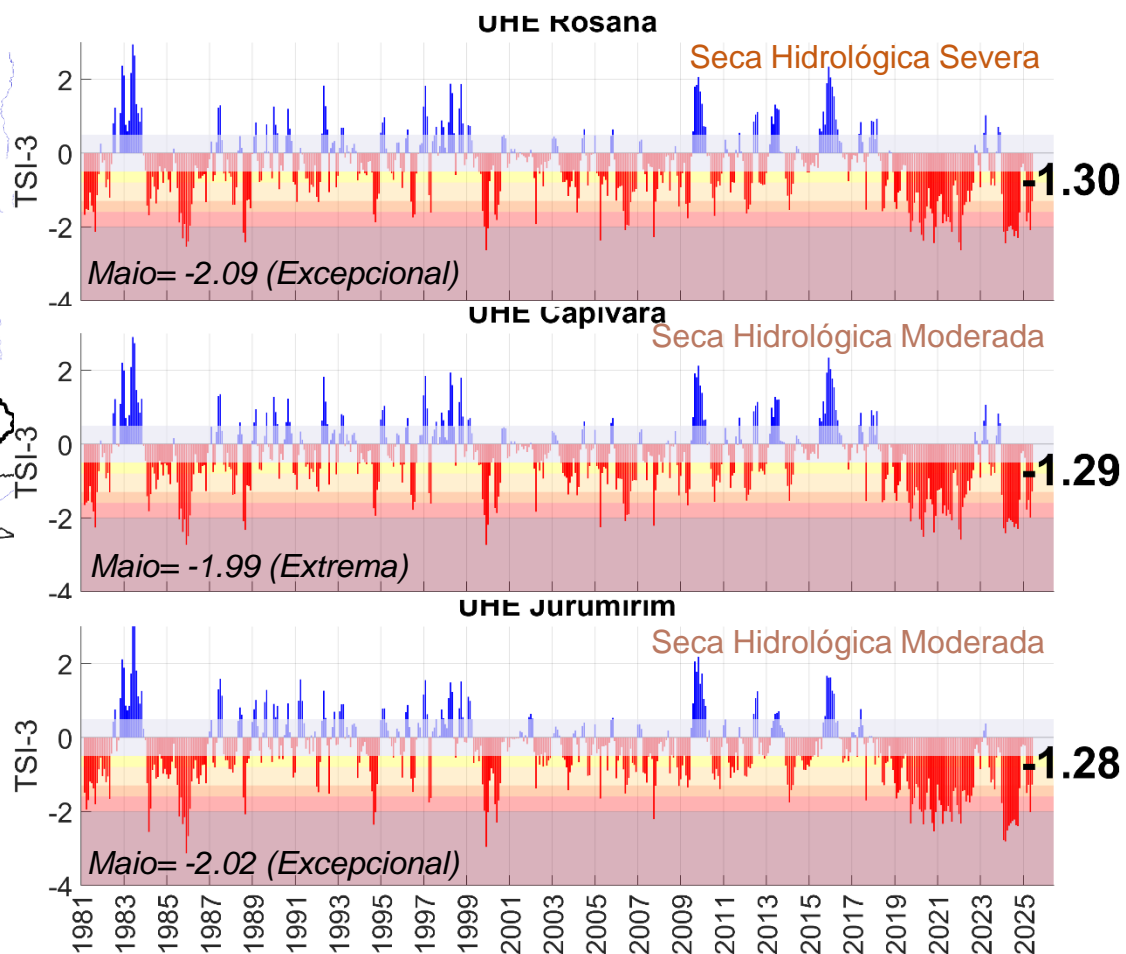 UHE Rosana
Seca Hidrológica Severa
TSI-3
2
0
-2
-4
-1.30
Maio= -2.09 (Excepcional)
UHE Capivara
Seca Hidrológica Moderada
TSI-3
2
0
-2
-4
-1.29
Maio= -1.99 (Extrema)
UHE Jurumirim
Seca Hidrológica Moderada
TSI-3
2
0
-2
-4
-1.28
Maio= -2.02 (Excepcional)
1981 1983 1985 1987 1989 1991 1993 1995 1997 1999 2001 2003 2005 2007 2009 2011 2013 2015 2017 2019 2021 2023 2025